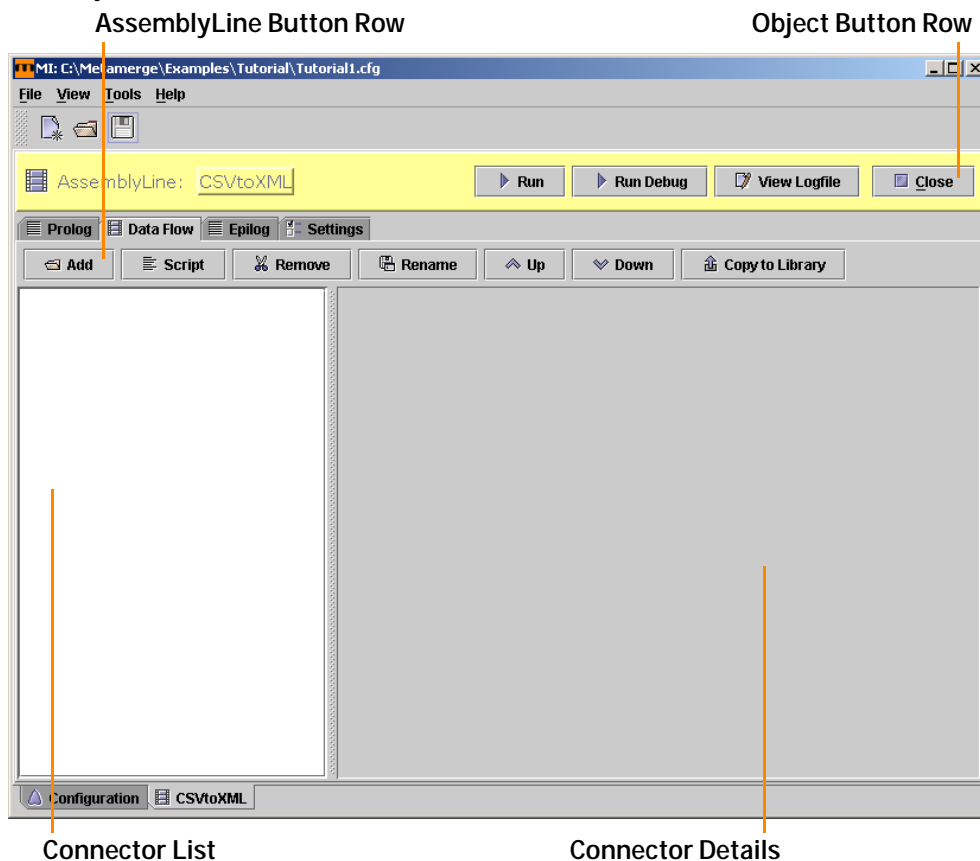 AssemblyLine Button Row Object Button Row
MI: C:\Metamerge\Examples\Tutorial\Tutorial1.cfg
File View Tools Help
AssemblyLine: CSVtoXML Run Run Debug View Logfile Close
Prolog Data Flow Epilog Settings
Add Script Remove Rename Up Down Copy to Library
Configuration CSVtoXML
Connector List Connector Details